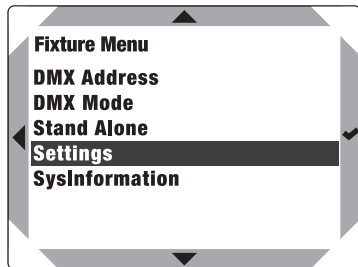 Fixture Menu
DMX Address
DMX Mode
Stand Alone
Settings
SysInformation